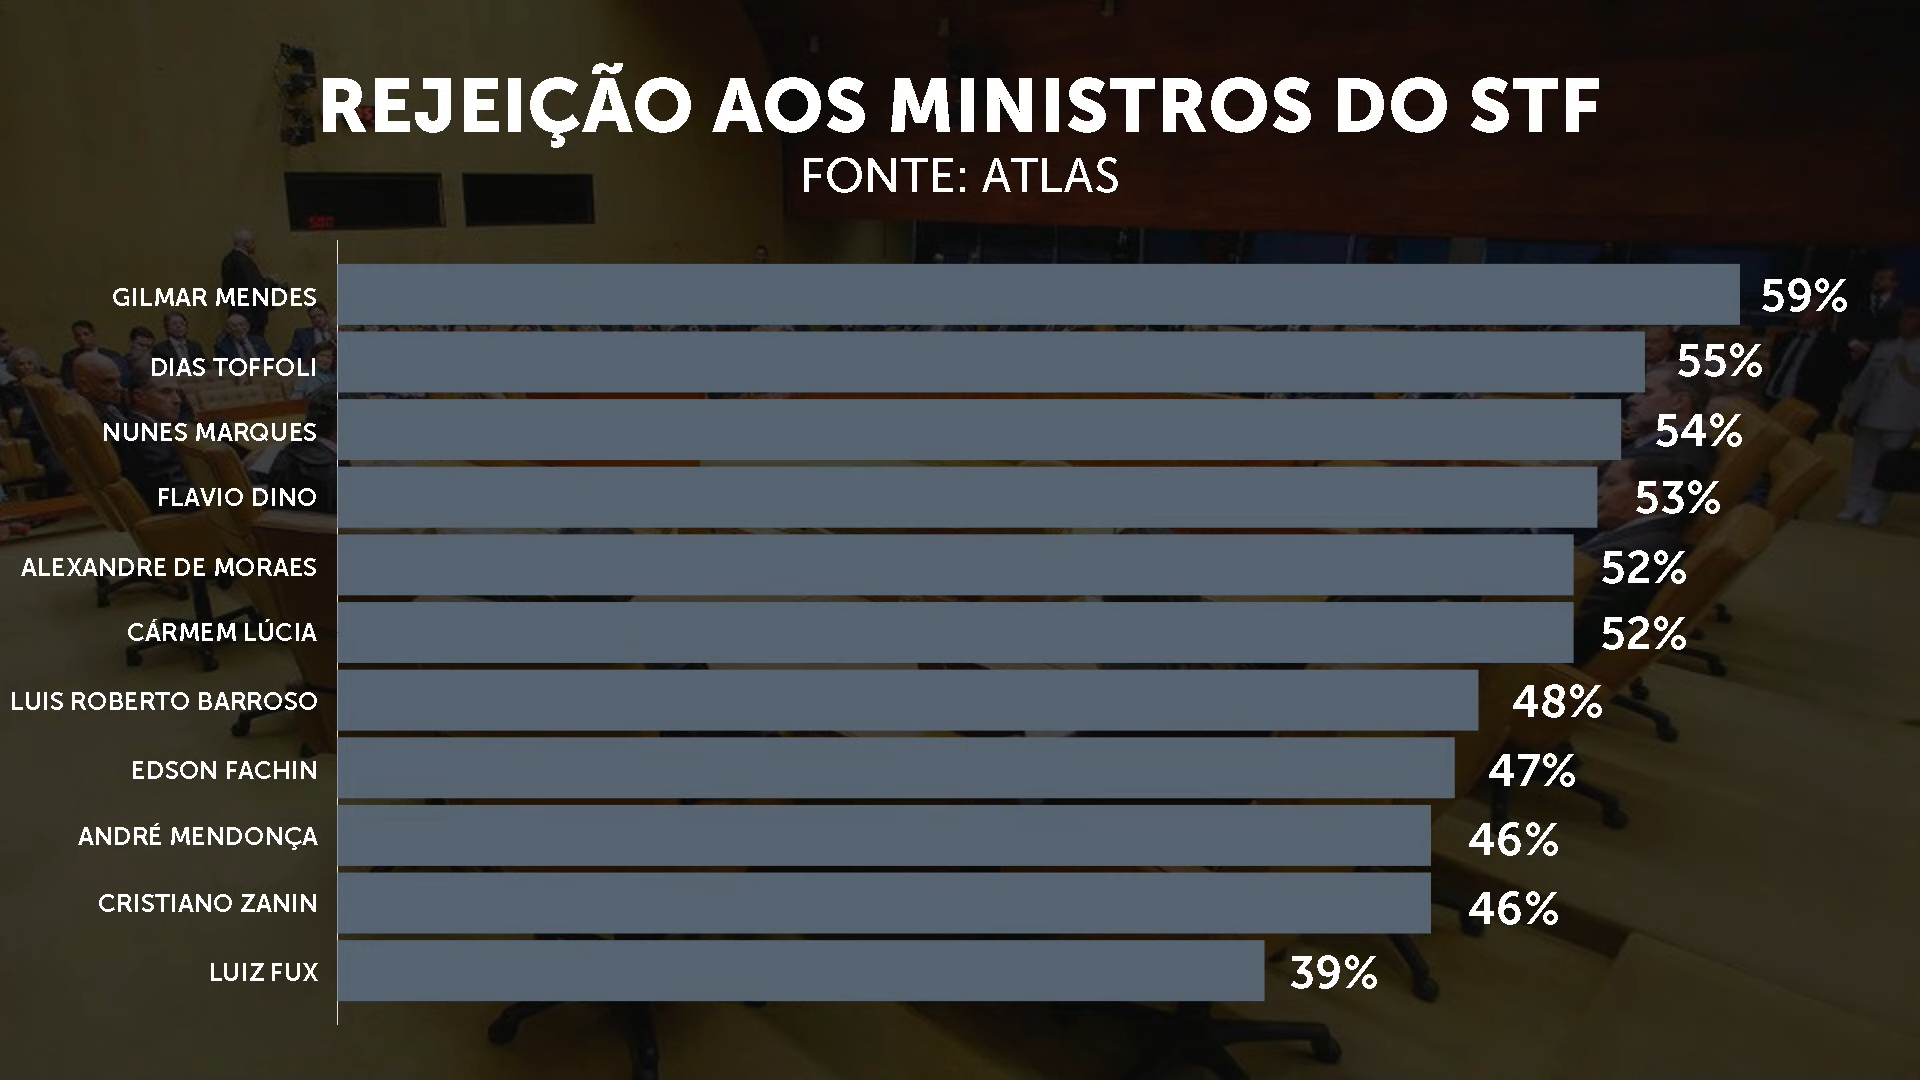 REJEIÇÃO AOS MINISTROS DO STF
FONTE: ATLAS
GILMAR MENDES 59%
DIAS TOFFOLI 55%
NUNES MARQUES 54%
FLAVIO DINO 53%
ALEXANDRE DE MORAES 52%
CÁRMEM LÚCIA 52%
LUIS ROBERTO BARROSO 48%
EDSON FACHIN 47%
ANDRÉ MENDONÇA 46%
CRISTIANO ZANIN 46%
LUIZ FUX 39%